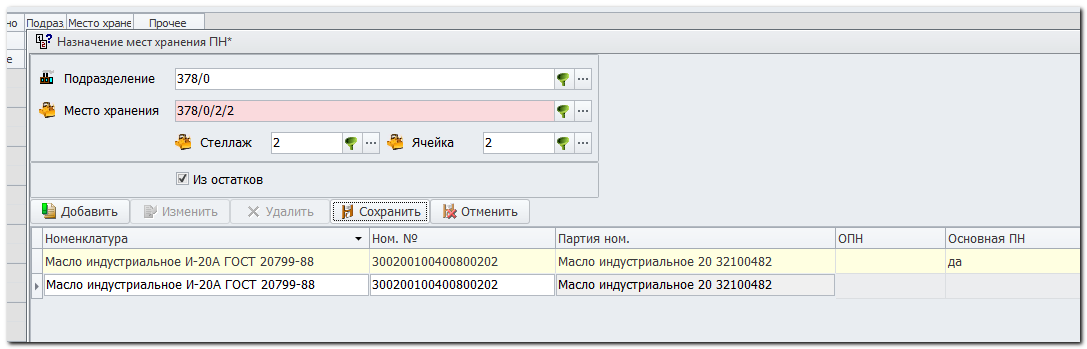 но Подраз Место хране Прочее
Назначение мест хранения ПН*
е
Подразделение 378/0
Место хранения 378/0/2/2
Стеллаж 2 Ячейка 2
Из остатков
Добавить Изменить Удалить Сохранить Отменить
Номенклатура Ном. № Партия ном. ОПН Основная ПН
Масло индустриальное И-20А ГОСТ 20799-88 300200100400800202 Масло индустриальное 20 32100482 да
Масло индустриальное И-20А ГОСТ 20799-88 300200100400800202 Масло индустриальное 20 32100482